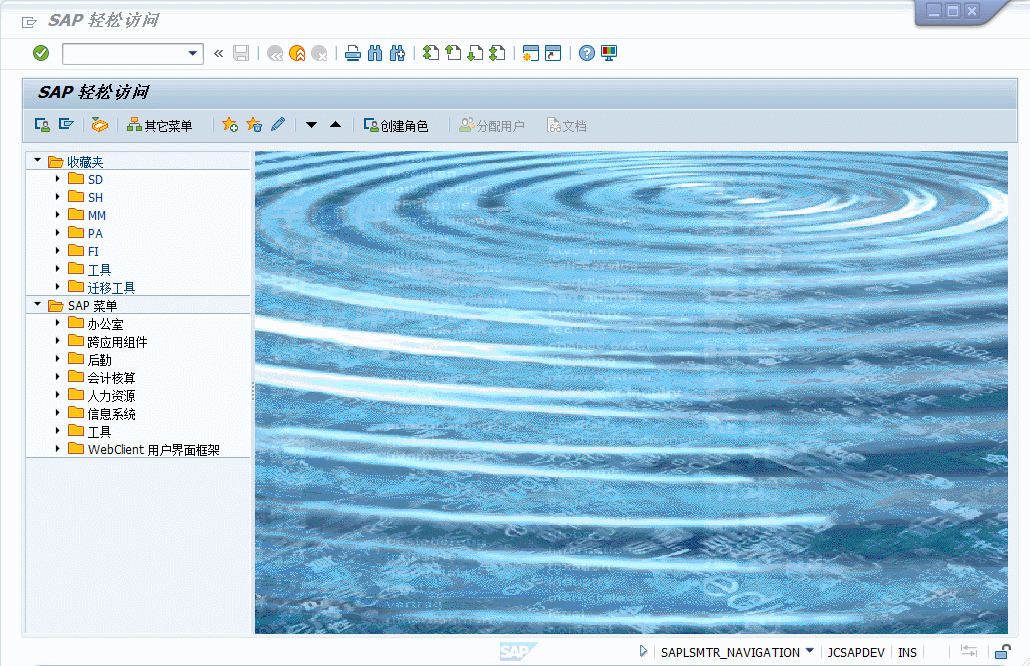 SAP 轻松访问
SAP 轻松访问
其它菜单 创建角色 分配用户 文档
收藏夹
SD
SH
MM
PA
FI
工具
迁移工具
SAP 菜单
办公室
跨应用组件
后勤
会计核算
人力资源
信息系统
工具
WebClient 用户界面框架
SAP SAPLSMTR_NAVIGATION JCSAPDEV INS